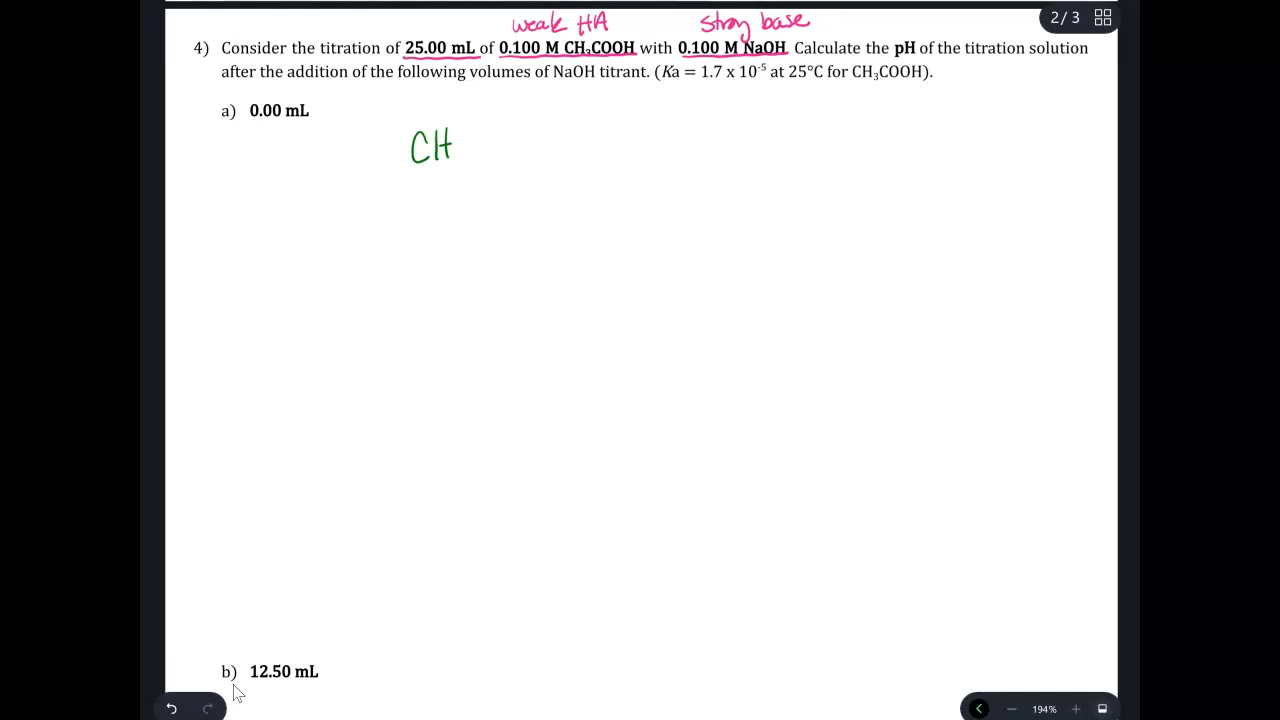 2 / 3
weak HA strong base
4) Consider the titration of 25.00 mL of 0.100 M CH₃COOH with 0.100 M NaOH. Calculate the pH of the titration solution
after the addition of the following volumes of NaOH titrant. (Ka = 1.7 x 10⁻⁵ at 25°C for CH₃COOH).
a) 0.00 mL
CH
b) 12.50 mL
194%